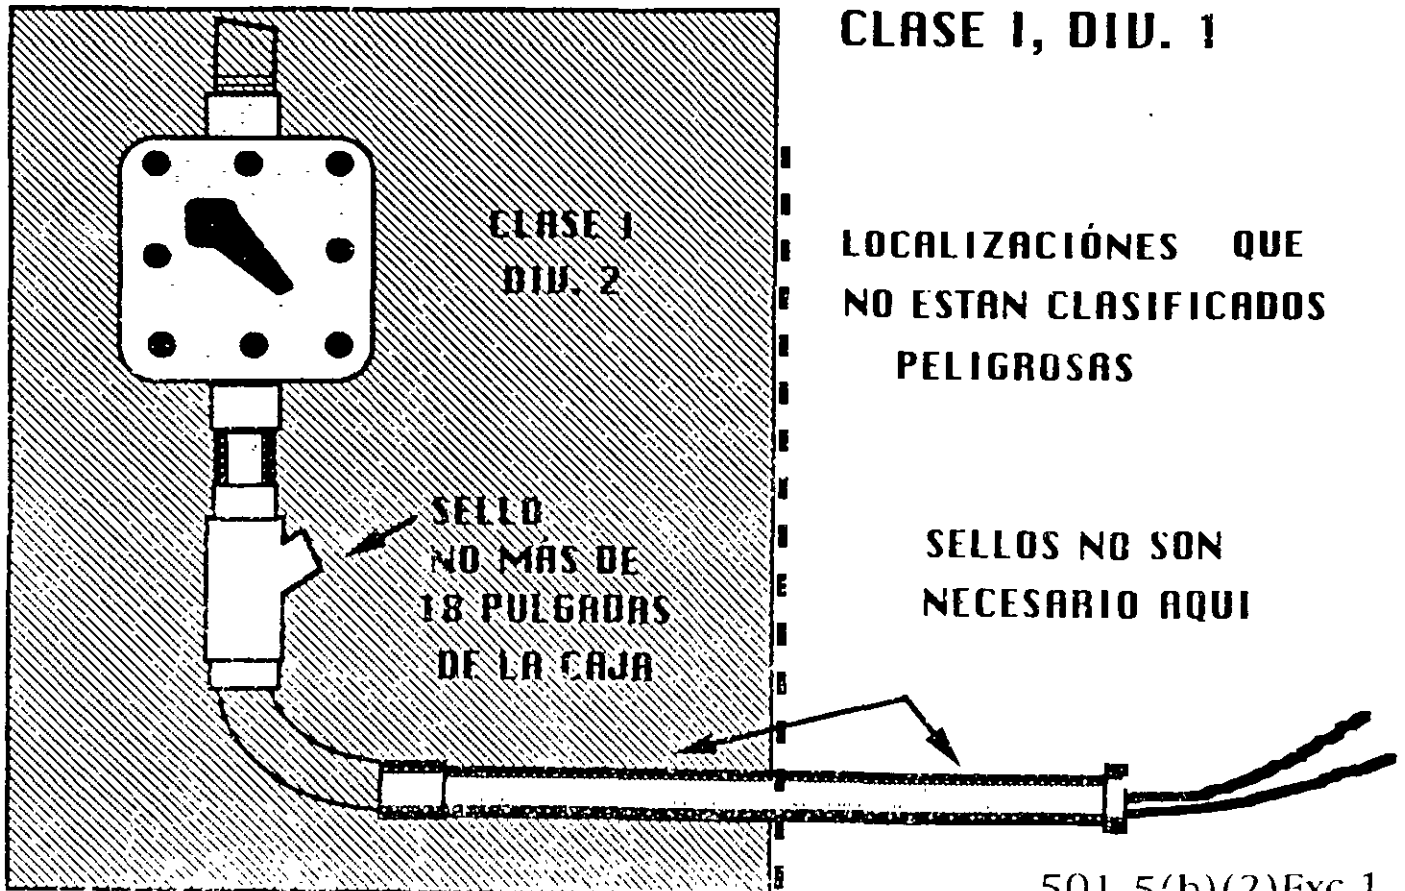 CLASE I, DIV. 1
CLASE I
DIV. 2
LOCALIZACIÓNES QUE
NO ESTAN CLASIFICADOS
PELIGROSAS
SELLO
NO MÁS DE
18 PULGADAS
DE LA CAJA
SELLOS NO SON
NECESARIO AQUI
501.5(b)(2)Exc.1